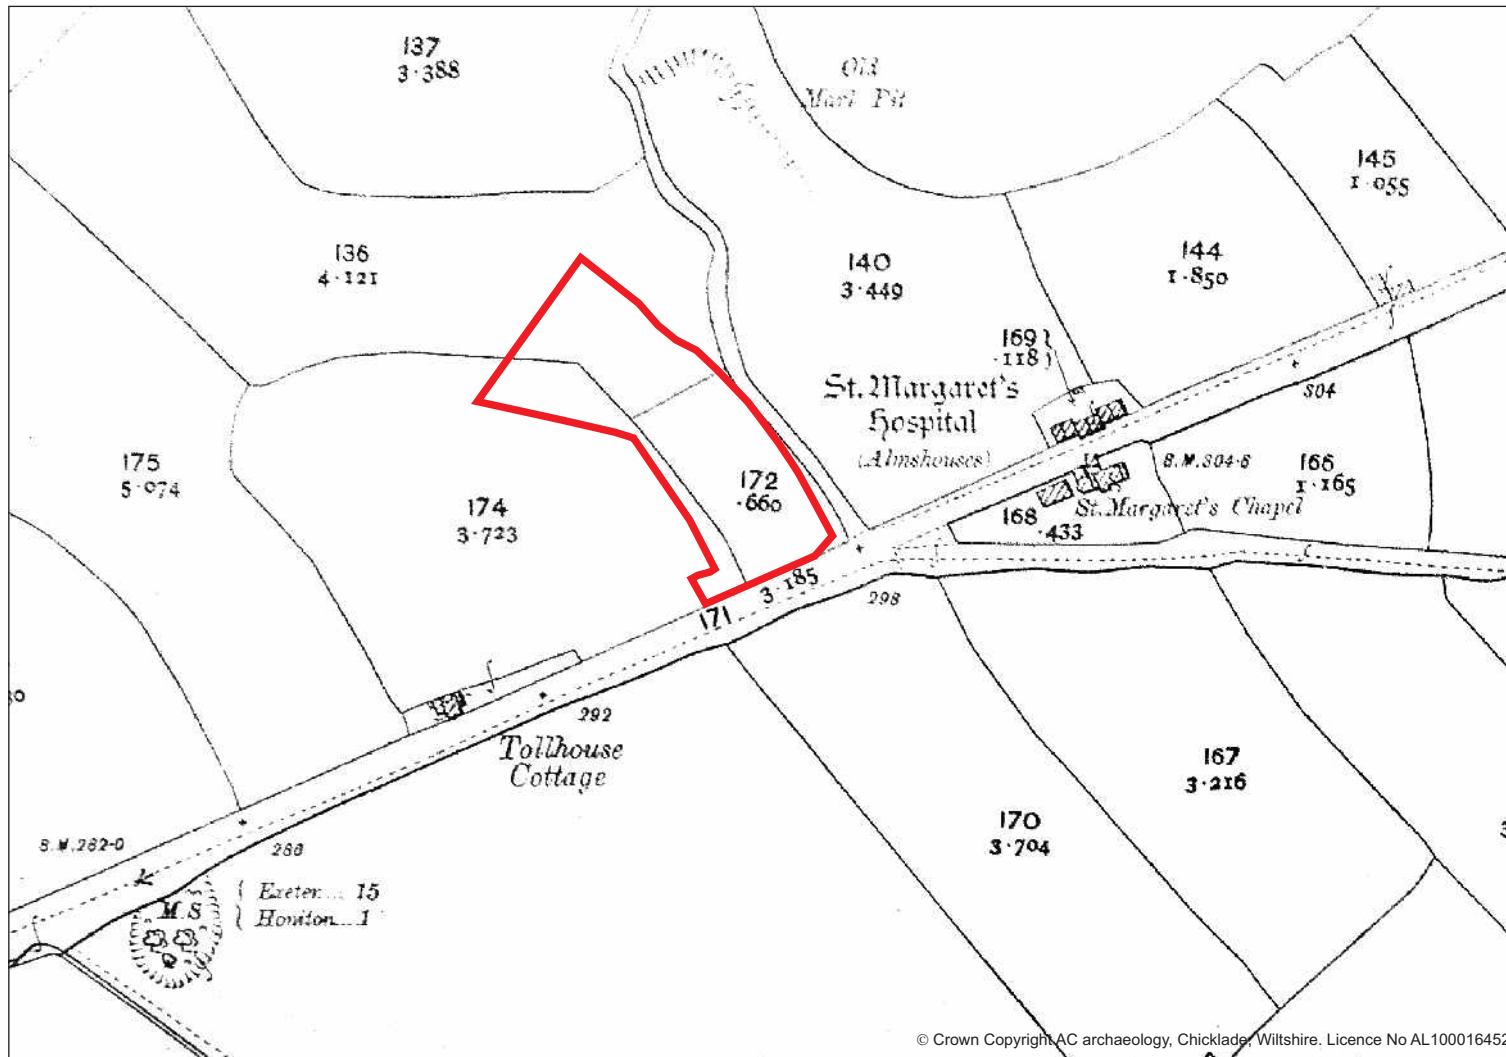 137
3·388
Old
Marl Pit
145
1·055
136
4·121
140
3·449
144
1·850
169
·118
St. Margaret's
Hospital
(Almshouses)
304
175
5·074
172
·660
B.M. 304·6
166
1·165
174
3·723
168
·433
St. Margaret's Chapel
3·185
171
298
292
Tollhouse
Cottage
167
3·216
170
3·704
B.M. 282·0
286
M.S
Exeter... 15
Honiton... 1
© Crown Copyright AC archaeology, Chicklade, Wiltshire. Licence No AL100016452